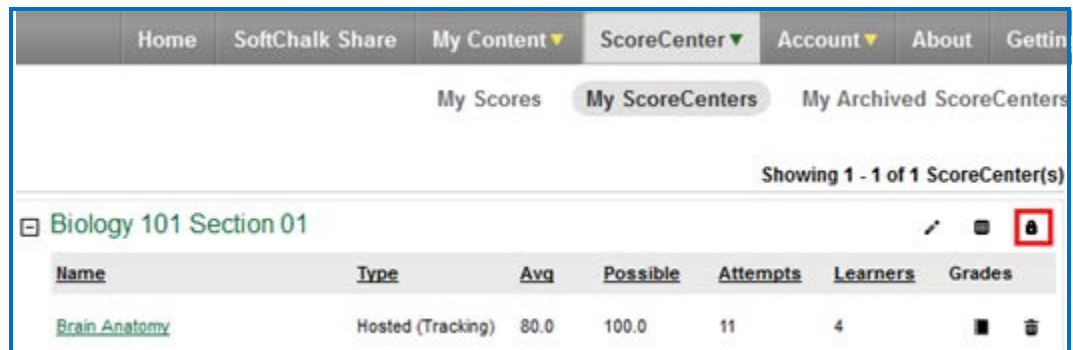 Home SoftChalk Share My Content ScoreCenter Account About Gettin
My Scores My ScoreCenters My Archived ScoreCenters
Showing 1 - 1 of 1 ScoreCenter(s)
Biology 101 Section 01
Name Type Avg Possible Attempts Learners Grades
Brain Anatomy Hosted (Tracking) 80.0 100.0 11 4